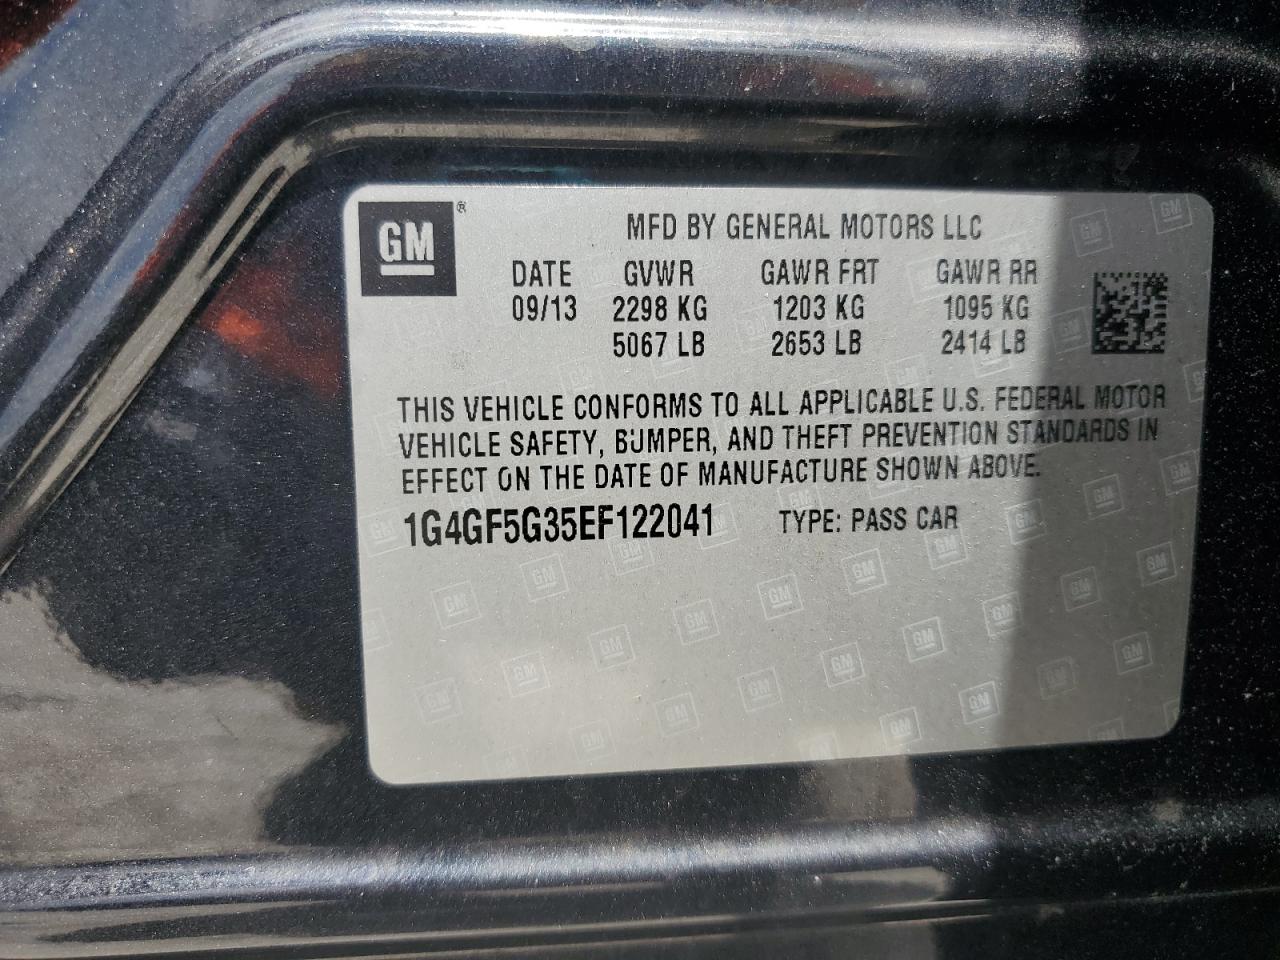 GM®
MFD BY GENERAL MOTORS LLC
DATE GVWR GAWR FRT GAWR RR
09/13 2298 KG 1203 KG 1095 KG
5067 LB 2653 LB 2414 LB
THIS VEHICLE CONFORMS TO ALL APPLICABLE U.S. FEDERAL MOTOR
VEHICLE SAFETY, BUMPER, AND THEFT PREVENTION STANDARDS IN
EFFECT ON THE DATE OF MANUFACTURE SHOWN ABOVE.
1G4GF5G35EF122041 TYPE: PASS CAR